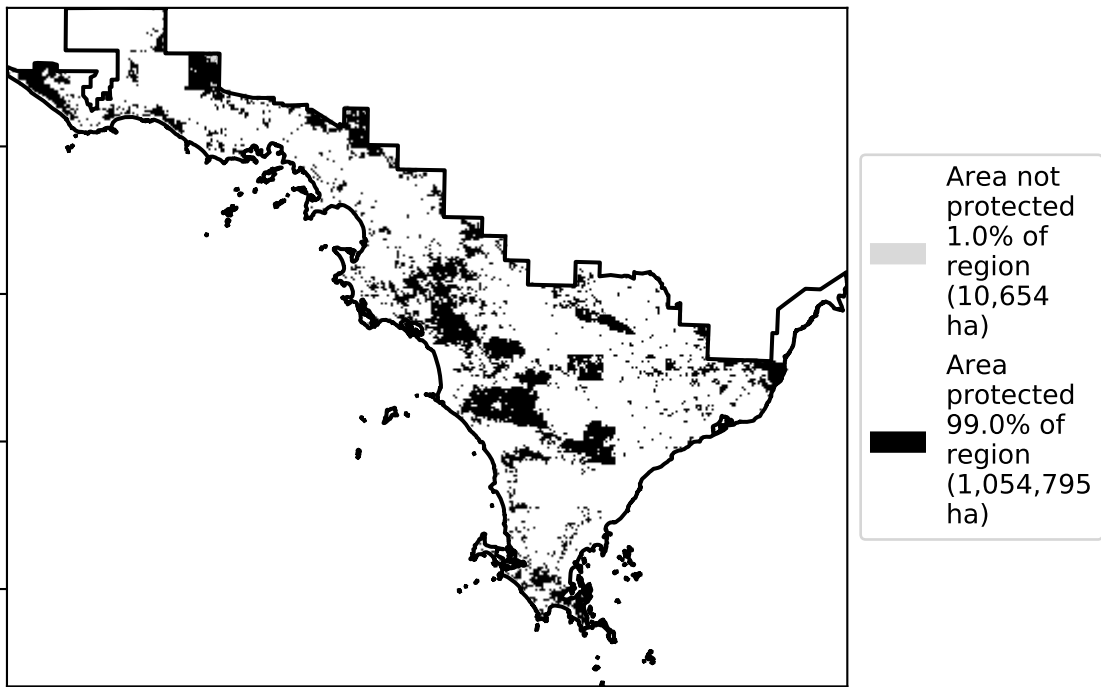 Area not
protected
1.0% of
region
(10,654
ha)
Area
protected
99.0% of
region
(1,054,795
ha)